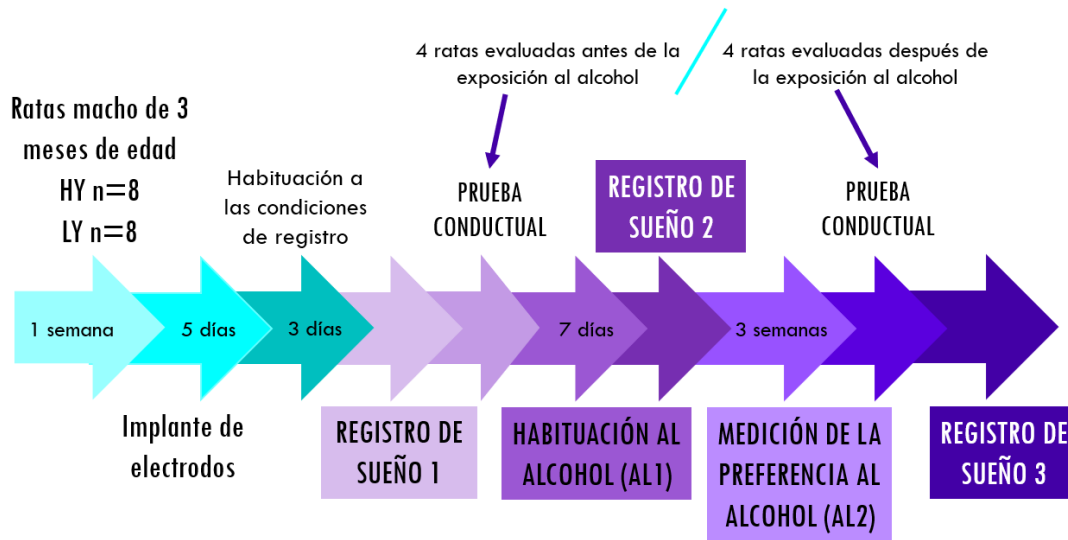 4 ratas evaluadas antes de la
exposición al alcohol
4 ratas evaluadas después de
la exposición al alcohol
Ratas macho de 3
meses de edad
HY n=8
LY n=8
Habituación a
las condiciones
de registro
PRUEBA
CONDUCTUAL
REGISTRO DE
SUEÑO 2
PRUEBA
CONDUCTUAL
1 semana
5 días
3 días
7 días
3 semanas
Implante de
electrodos
REGISTRO DE
SUEÑO 1
HABITUACIÓN AL
ALCOHOL (AL1)
MEDICIÓN DE LA
PREFERENCIA AL
ALCOHOL (AL2)
REGISTRO DE
SUEÑO 3